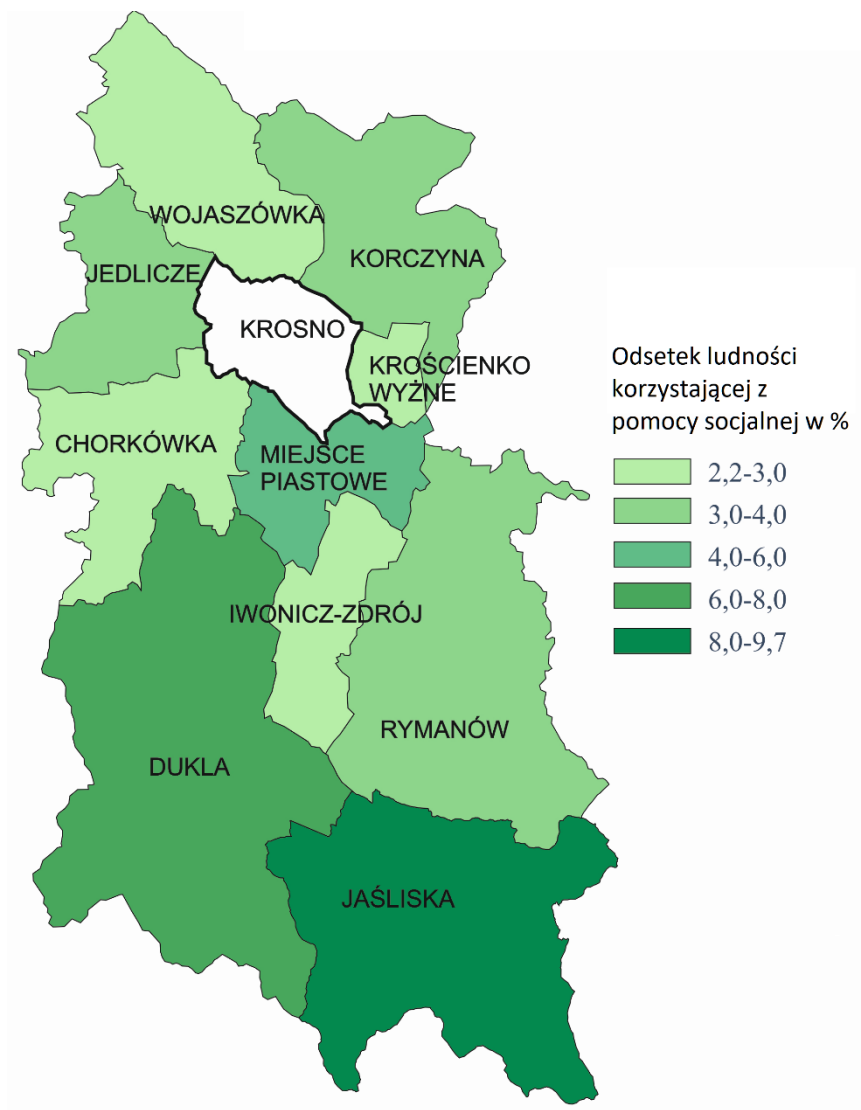 WOJASZÓWKA
KORCZYNA
JEDLICZE
KROSNO
KROŚCIENKO
WYŻNE
CHORKÓWKA
MIEJSCE
PIASTOWE
IWONICZ-ZDRÓJ
RYMANÓW
DUKLA
JAŚLISKA
Odsetek ludności
korzystającej z
pomocy socjalnej w %
2,2-3,0
3,0-4,0
4,0-6,0
6,0-8,0
8,0-9,7